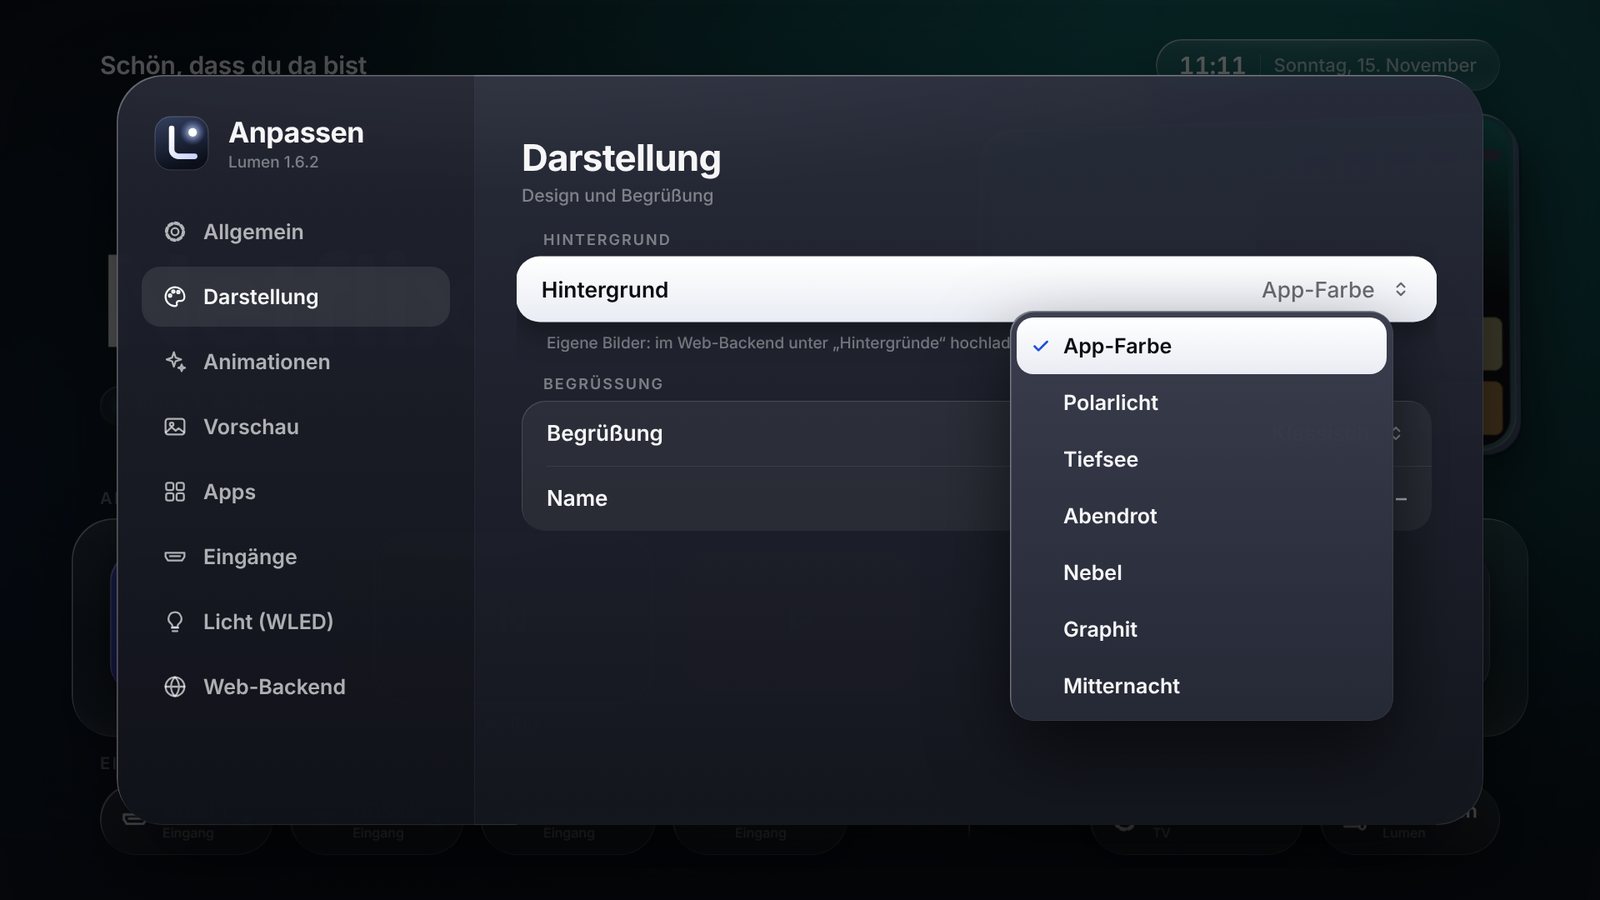 Schön, dass du da bist
11:11 Sonntag, 15. November
Anpassen
Lumen 1.6.2
Allgemein
Darstellung
Animationen
Vorschau
Apps
Eingänge
Licht (WLED)
Web-Backend
Darstellung
Design und Begrüßung
HINTERGRUND
Hintergrund App-Farbe
Eigene Bilder: im Web-Backend unter „Hintergründe“ hochlad
BEGRÜSSUNG
Begrüßung Klassisch
Name –
App-Farbe
Polarlicht
Tiefsee
Abendrot
Nebel
Graphit
Mitternacht
Eingang
Eingang
Eingang
Eingang
TV
Lumen